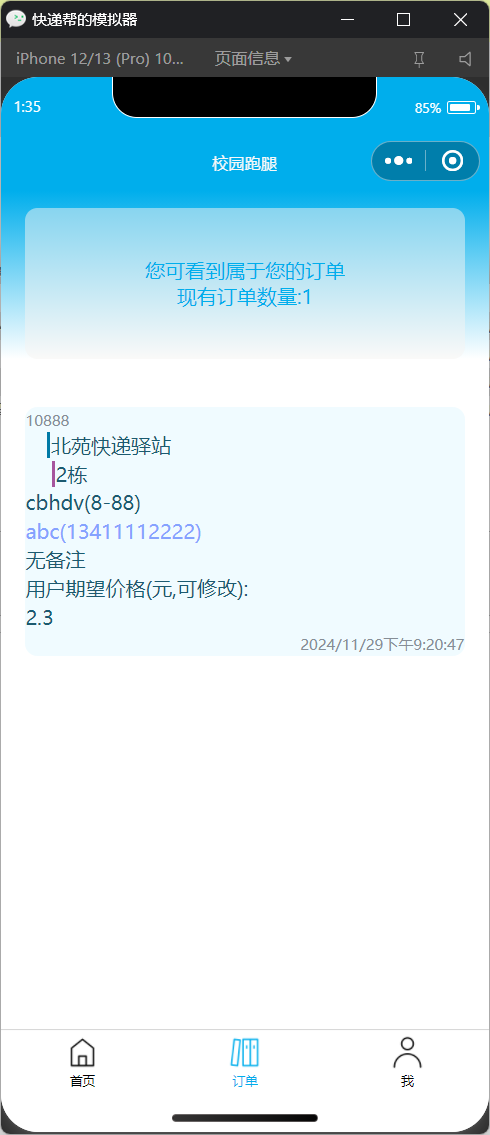 快递帮的模拟器
iPhone 12/13 (Pro) 10... 页面信息
1:35 85%
校园跑腿
您可看到属于您的订单
现有订单数量:1
10888
北苑快递驿站
2栋
cbhdv(8-88)
abc(13411112222)
无备注
用户期望价格(元,可修改):
2.3
2024/11/29下午9:20:47
首页 订单 我